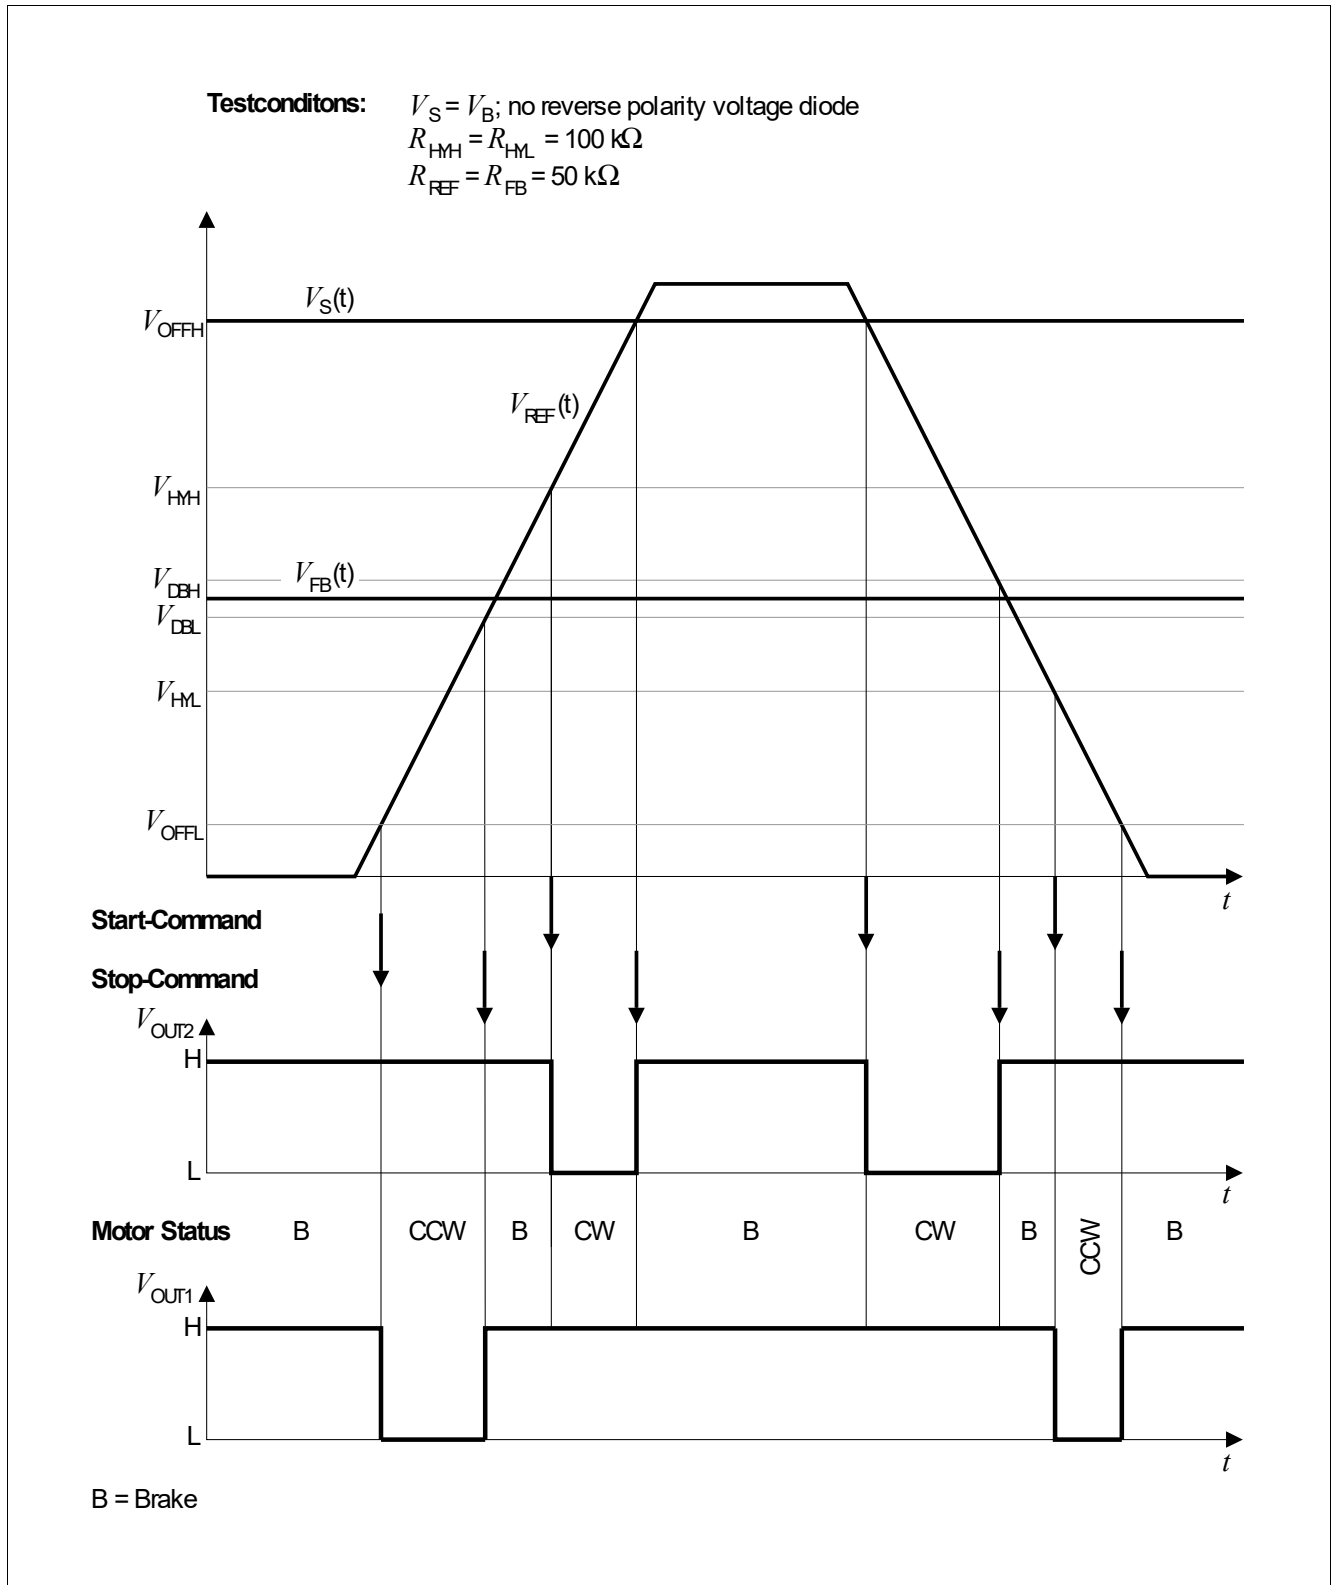 Testconditons: V_S = V_B; no reverse polarity voltage diode
R_HYH = R_HYL = 100 kΩ
R_REF = R_FB = 50 kΩ
V_S(t)
V_OFFH
V_REF(t)
V_HYH
V_DBH
V_FB(t)
V_DBL
V_HYL
V_OFFL
t
Start-Command
Stop-Command
V_OUT2
H
L
t
Motor Status B CCW B CW B CW B CCW B
V_OUT1
H
L
t
B = Brake